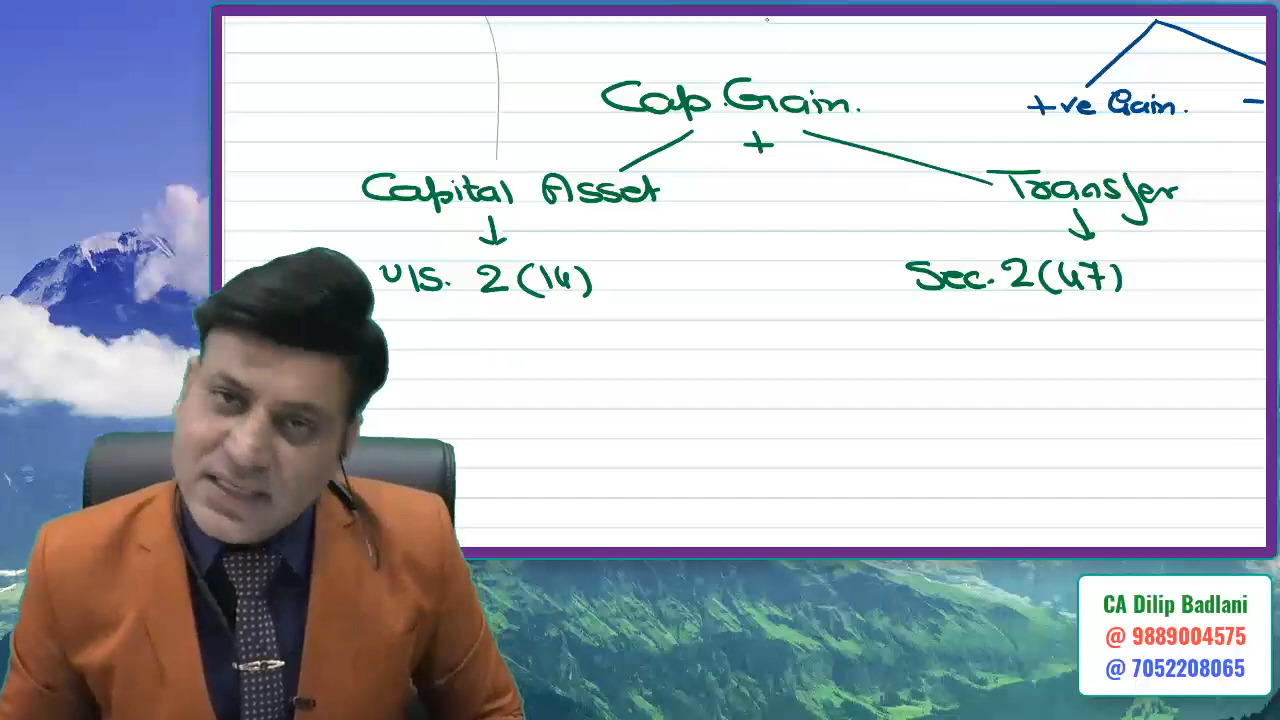 Cap. Gain.
+ve Gain. -
+
Capital Asset Transfer
↓ ↓
U/S. 2(14) Sec. 2(47)
CA Dilip Badlani
@ 9889004575
@ 7052208065